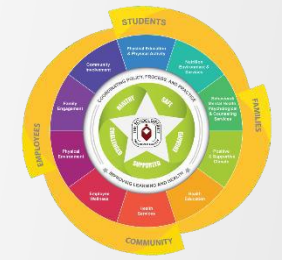 STUDENTS
FAMILIES
COMMUNITY
EMPLOYEES
Physical Education
& Physical Activity
Nutrition
Environment &
Services
Behavioral
Mental Health
Psychological
& Counseling
Services
Positive
& Supportive
Climate
Health
Education
Health
Services
Employee
Wellness
Physical
Environment
Family
Engagement
Community
Involvement
COORDINATING POLICY, PROCESS AND PRACTICE
IMPROVING LEARNING AND HEALTH
HEALTHY
SAFE
ENGAGED
SUPPORTED
CHALLENGED